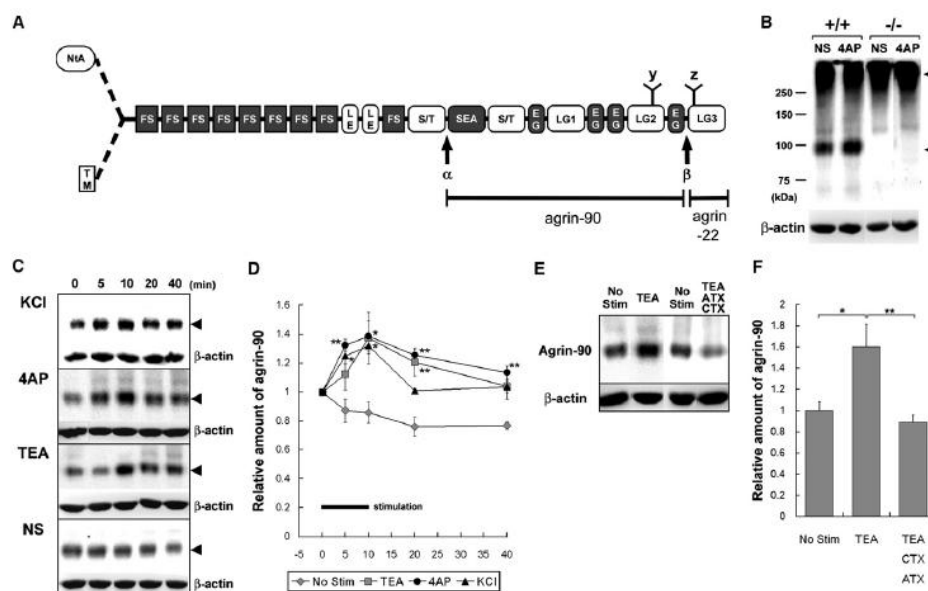 A
NtA
TM
FS FS FS FS FS FS FS FS LE LE FS S/T SEA S/T EG LG1 EG EG LG2 EG LG3
y z
α β
agrin-90 agrin-22
B
+/+ -/-
NS 4AP NS 4AP
250
150
100
75
(kDa)
β-actin
C
0 5 10 20 40 (min)
KCl
β-actin
4AP
β-actin
TEA
β-actin
NS
β-actin
D
Relative amount of agrin-90
1.6
1.4
1.2
1
0.8
0.6
0.4
0.2
0
** * * * ** ** **
stimulation
-5 0 5 10 20 40
No Stim TEA 4AP KCl
E
No Stim TEA No Stim TEA ATX CTX
Agrin-90
β-actin
F
Relative amount of agrin-90
2
1.8
1.6
1.4
1.2
1
0.8
0.6
0.4
0.2
0
* **
No Stim TEA TEA
CTX
ATX